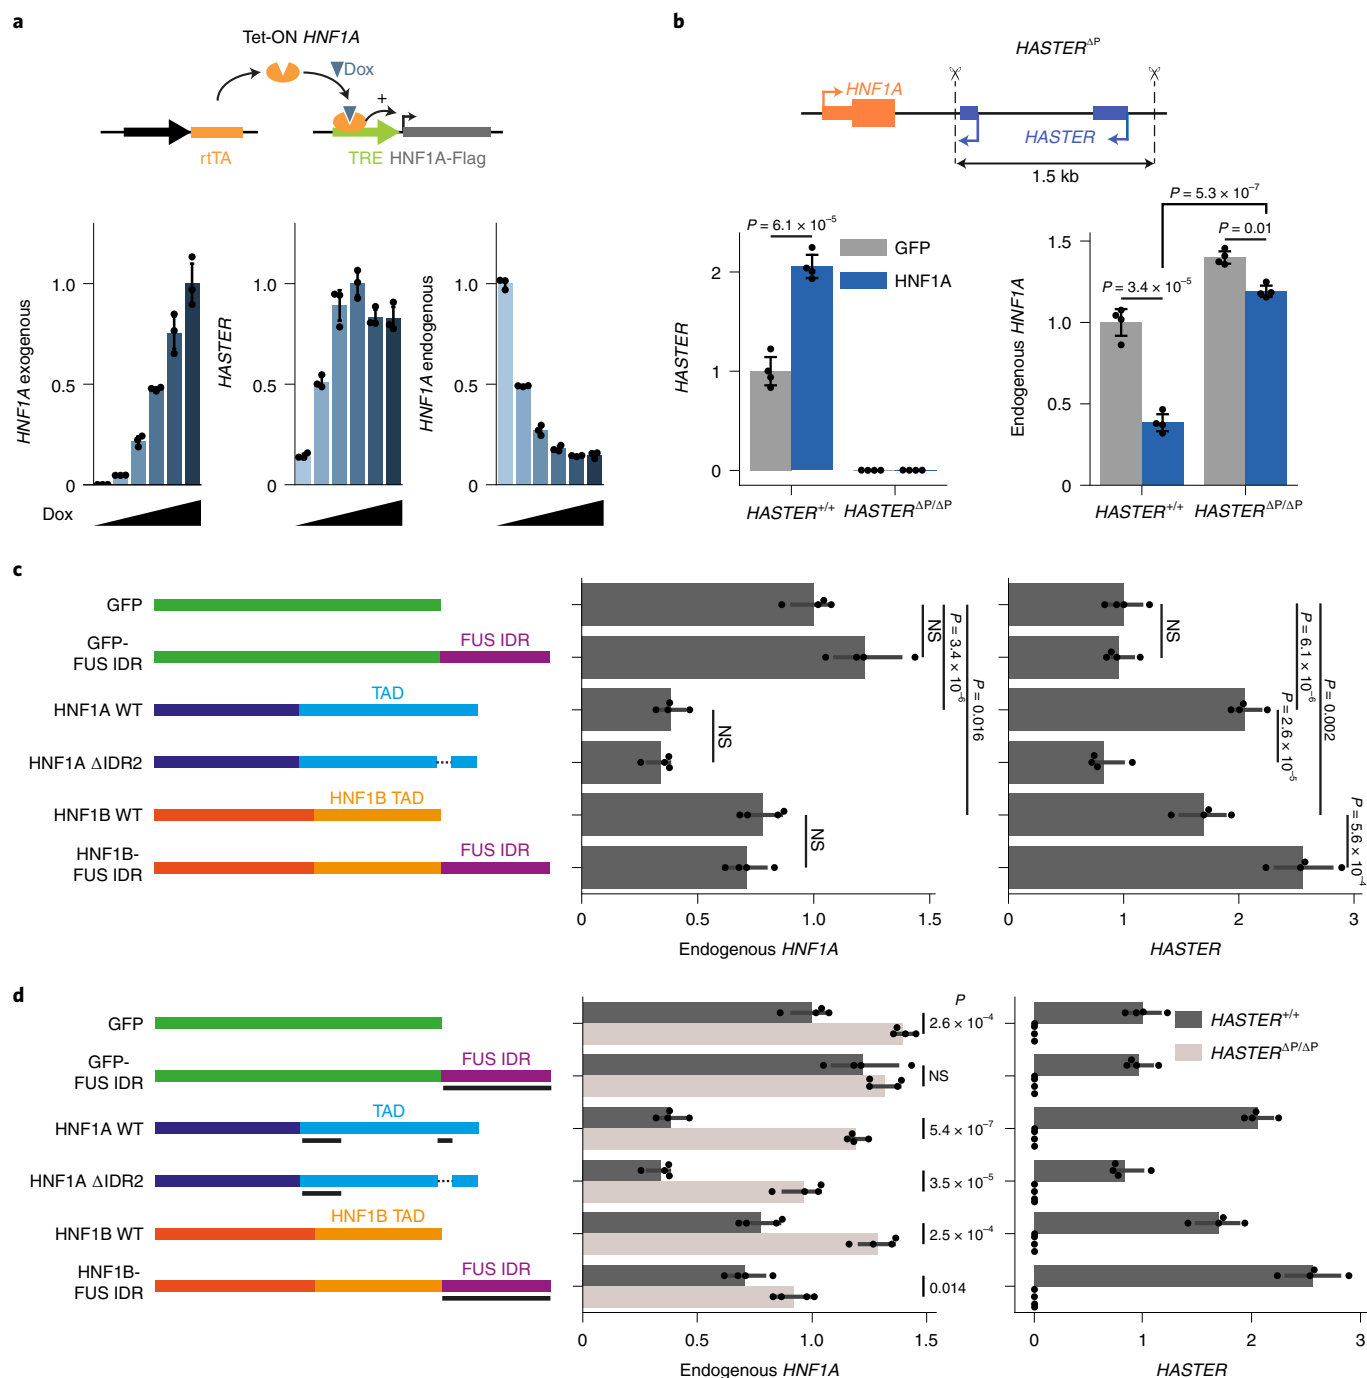 a
Tet-ON HNF1A
Dox
+
rtTA
TRE HNF1A-Flag
HNF1A exogenous
1.0
0.5
0
HASTER
1.0
0.5
0
HNF1A endogenous
1.0
0.5
0
Dox
b
HASTERΔP
HNF1A
HASTER
1.5 kb
P = 6.1 × 10−5
GFP
HNF1A
HASTER
2
1
0
HASTER+/+ HASTERΔP/ΔP
P = 5.3 × 10−7
P = 0.01
P = 3.4 × 10−5
Endogenous HNF1A
1.5
1.0
0.5
0
HASTER+/+ HASTERΔP/ΔP
c
GFP
GFP-
FUS IDR
FUS IDR
TAD
HNF1A WT
HNF1A ΔIDR2
HNF1B TAD
HNF1B WT
HNF1B-
FUS IDR
FUS IDR
NS
P = 3.4 × 10−6
P = 0.016
NS
NS
0 0.5 1.0 1.5
Endogenous HNF1A
NS
P = 6.1 × 10−6
P = 0.002
P = 2.6 × 10−5
P = 5.6 × 10−4
0 1 2 3
HASTER
d
GFP
GFP-
FUS IDR
FUS IDR
TAD
HNF1A WT
HNF1A ΔIDR2
HNF1B TAD
HNF1B WT
HNF1B-
FUS IDR
FUS IDR
P
2.6 × 10−4
NS
5.4 × 10−7
3.5 × 10−5
2.5 × 10−4
0.014
0 0.5 1.0 1.5
Endogenous HNF1A
HASTER+/+
HASTERΔP/ΔP
0 1 2 3
HASTER